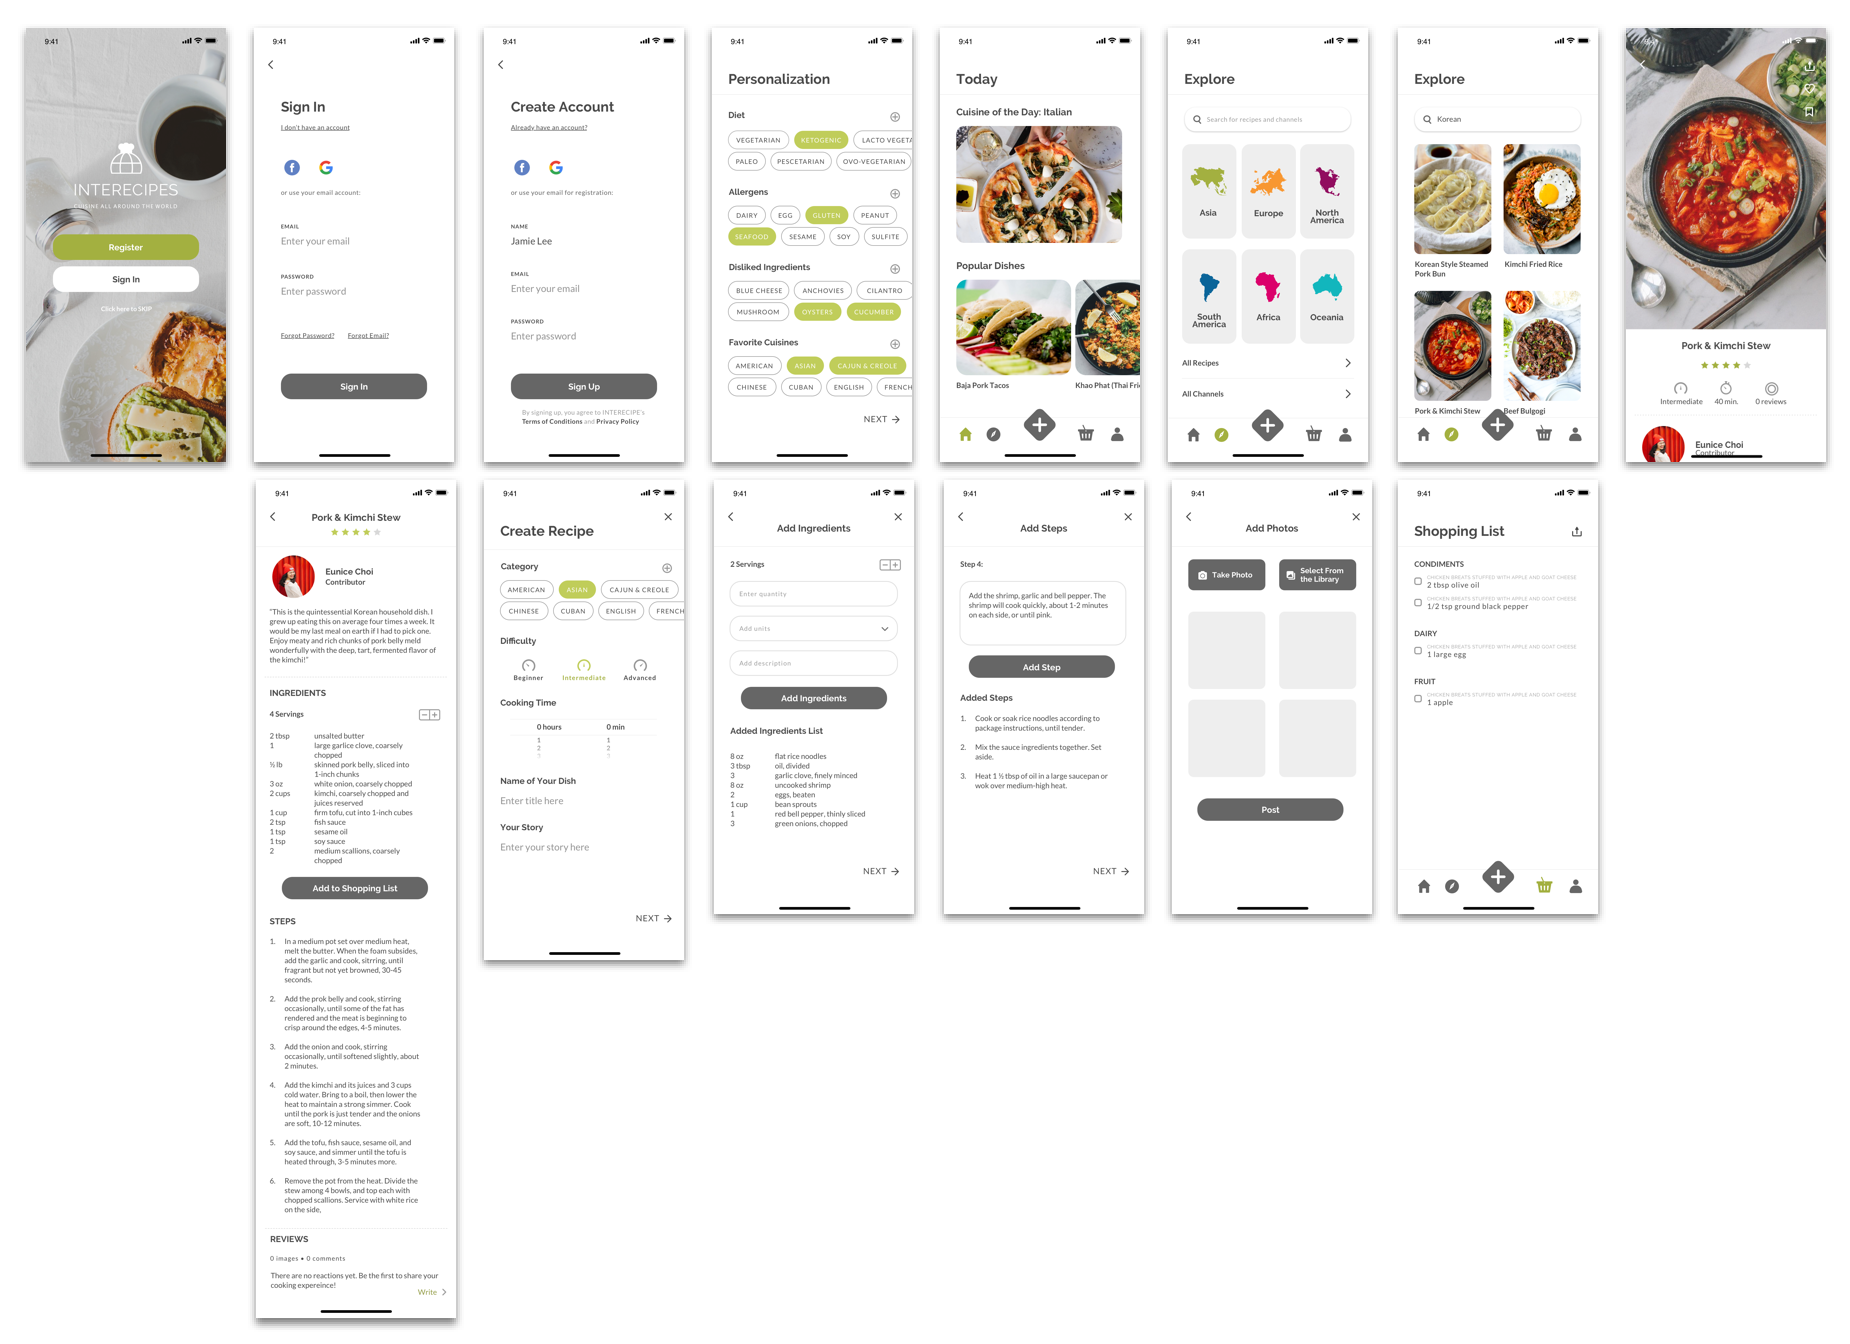 9:41
INTERECIPES
CUISINE ALL AROUND THE WORLD
Register
Sign In
Click here to SKIP
9:41
Sign In
I don't have an account
or use your email account:
EMAIL
Enter your email
PASSWORD
Enter password
Forgot Password? Forgot Email?
Sign In
9:41
Create Account
Already have an account?
or use your email for registration:
NAME
Jamie Lee
EMAIL
Enter your email
PASSWORD
Enter password
Sign Up
By signing up, you agree to INTERECIPE's
Terms of Conditions and Privacy Policy
9:41
Personalization
Diet
VEGETARIAN KETOGENIC LACTO VEGETA
PALEO PESCETARIAN OVO-VEGETARIAN
Allergens
DAIRY EGG GLUTEN PEANUT
SEAFOOD SESAME SOY SULFITE
Disliked Ingredients
BLUE CHEESE ANCHOVIES CILANTRO
MUSHROOM OYSTERS CUCUMBER
Favorite Cuisines
AMERICAN ASIAN CAJUN & CREOLE
CHINESE CUBAN ENGLISH FRENCH
NEXT
9:41
Today
Cuisine of the Day: Italian
Popular Dishes
Baja Pork Tacos Khao Phat (Thai Fri
9:41
Explore
Search for recipes and channels
Asia Europe North
America
South
America Africa Oceania
All Recipes
All Channels
9:41
Explore
Korean
Korean Style Steamed
Pork Bun
Kimchi Fried Rice
Pork & Kimchi Stew Beef Bulgogi
Pork & Kimchi Stew
Intermediate 40 min. 0 reviews
Eunice Choi
Contributor
9:41
Pork & Kimchi Stew
Eunice Choi
Contributor
"This is the quintessential Korean household dish. I
grew up eating this on average four times a week. It
would be my last meal on earth if I had to pick one.
Enjoy meaty and rich chunks of pork belly meld
wonderfully with the deep, tart, fermented flavor of
the kimchi!"
INGREDIENTS
4 Servings
2 tbsp unsalted butter
1 large garlice clove, coarsely
chopped
½ lb skinned pork belly, sliced into
1-inch chunks
3 oz white onion, coarsely chopped
2 cups kimchi, coarsely chopped and
juices reserved
1 cup firm tofu, cut into 1-inch cubes
2 tsp fish sauce
1 tsp sesame oil
1 tsp soy sauce
2 medium scallions, coarsely
chopped
Add to Shopping List
STEPS
1. In a medium pot set over medium heat,
melt the butter. When the foam subsides,
add the garlic and cook, sitrring, until
fragrant but not yet browned, 30-45
seconds.
2. Add the prok belly and cook, stirring
occasionally, until some of the fat has
rendered and the meat is beginning to
crisp around the edges, 4-5 minutes.
3. Add the onion and cook, stirring
occasionally, until softened slightly, about
2 minutes.
4. Add the kimchi and its juices and 3 cups
cold water. Bring to a boil, then lower the
heat to maintain a strong simmer. Cook
until the pork is just tender and the onions
are soft, 10-12 minutes.
5. Add the tofu, fish sauce, sesame oil, and
soy sauce, and simmer until the tofu is
heated through, 3-5 minutes more.
6. Remove the pot from the heat. Divide the
stew among 4 bowls, and top each with
chopped scallions. Service with white rice
on the side,
REVIEWS
0 images • 0 comments
There are no reactions yet. Be the first to share your
cooking expereince!
Write
9:41
Create Recipe
Category
AMERICAN ASIAN CAJUN & CREOLE
CHINESE CUBAN ENGLISH FRENCH
Difficulty
Beginner Intermediate Advanced
Cooking Time
0 hours 0 min
1 1
2 2
3 3
Name of Your Dish
Enter title here
Your Story
Enter your story here
NEXT
9:41
Add Ingredients
2 Servings
Enter quantity
Add units
Add description
Add Ingredients
Added Ingredients List
8 oz flat rice noodles
3 tbsp oil, divided
3 garlic clove, finely minced
8 oz uncooked shrimp
2 eggs, beaten
1 cup bean sprouts
1 red bell pepper, thinly sliced
3 green onions, chopped
NEXT
9:41
Add Steps
Step 4:
Add the shrimp, garlic and bell pepper. The
shrimp will cook quickly, about 1-2 minutes
on each side, or until pink.
Add Step
Added Steps
1. Cook or soak rice noodles according to
package instructions, until tender.
2. Mix the sauce ingredients together. Set
aside.
3. Heat 1 ½ tbsp of oil in a large saucepan or
wok over medium-high heat.
NEXT
9:41
Add Photos
Take Photo
Select From
the Library
Post
9:41
Shopping List
CONDIMENTS
CHICKEN BREATS STUFFED WITH APPLE AND GOAT CHEESE
2 tbsp olive oil
CHICKEN BREATS STUFFED WITH APPLE AND GOAT CHEESE
1/2 tsp ground black pepper
DAIRY
CHICKEN BREATS STUFFED WITH APPLE AND GOAT CHEESE
1 large egg
FRUIT
CHICKEN BREATS STUFFED WITH APPLE AND GOAT CHEESE
1 apple